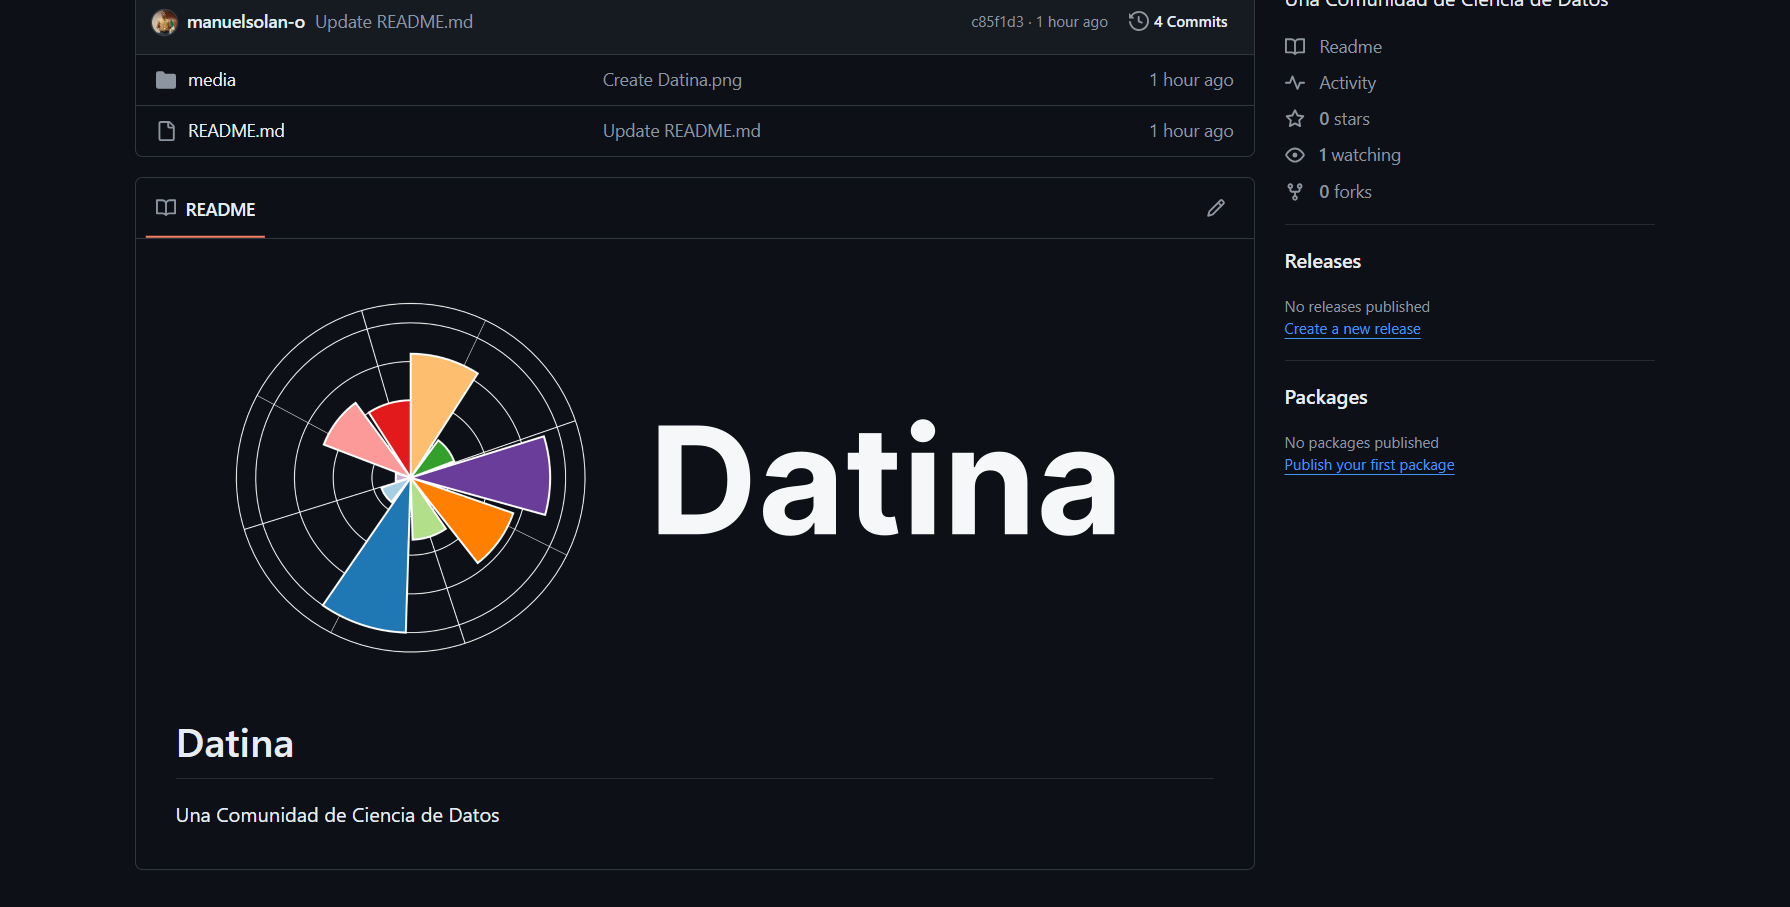 manuelsolan-o Update README.md c85f1d3 · 1 hour ago 4 Commits
media Create Datina.png 1 hour ago
README.md Update README.md 1 hour ago
README
Datina
Datina
Una Comunidad de Ciencia de Datos
Una Comunidad de Ciencia de Datos
Readme
Activity
0 stars
1 watching
0 forks
Releases
No releases published
Create a new release
Packages
No packages published
Publish your first package